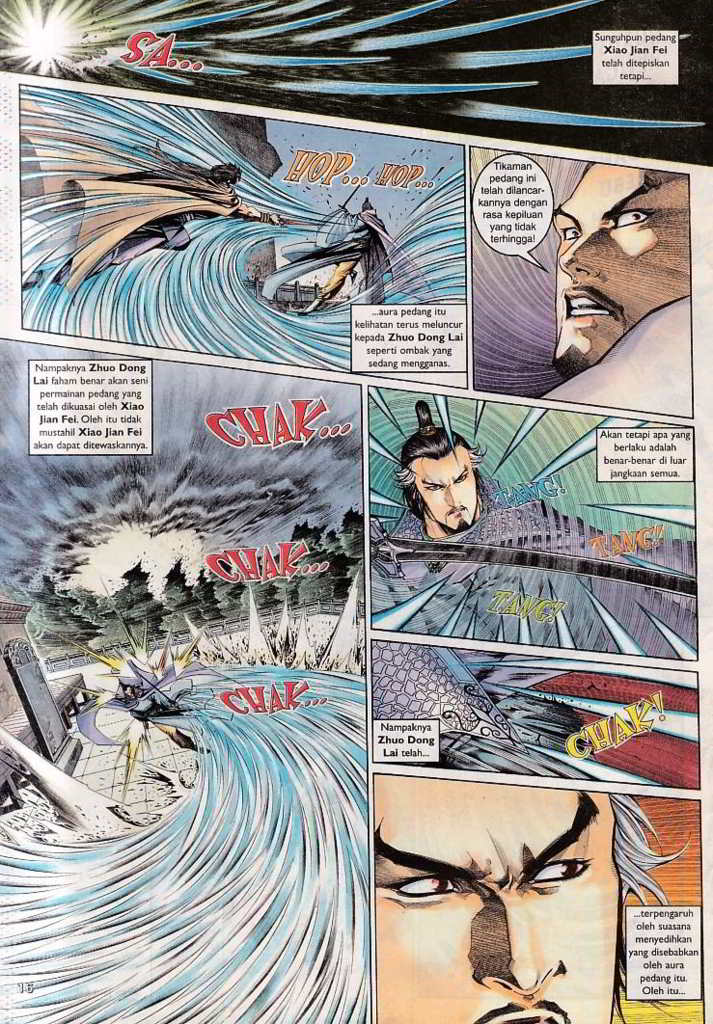 SA...
Sunguhpun pedang
Xiao Jian Fei
telah ditepiskan
tetapi...
HOP... HOP...!
...aura pedang itu
kelihatan terus meluncur
kepada Zhuo Dong Lai
seperti ombak yang
sedang mengganas.
Tikaman
pedang ini
telah dilancar-
kannya dengan
rasa kepiluan
yang tidak
terhingga!
Nampaknya Zhuo Dong
Lai faham benar akan seni
permainan pedang yang
telah dikuasai oleh Xiao
Jian Fei. Oleh itu tidak
mustahil Xiao Jian Fei
akan dapat ditewaskannya.
CHAK...
CHAK...
CHAK...
Akan tetapi apa yang
berlaku adalah
benar-benar di luar
jangkaan semua.
TANG!
TANG!
TANG!
Nampaknya
Zhuo Dong
Lai telah...
CHAK!
...terpengaruh
oleh suasana
menyedihkan
yang disebabkan
oleh aura
pedang itu.
Oleh itu...
16